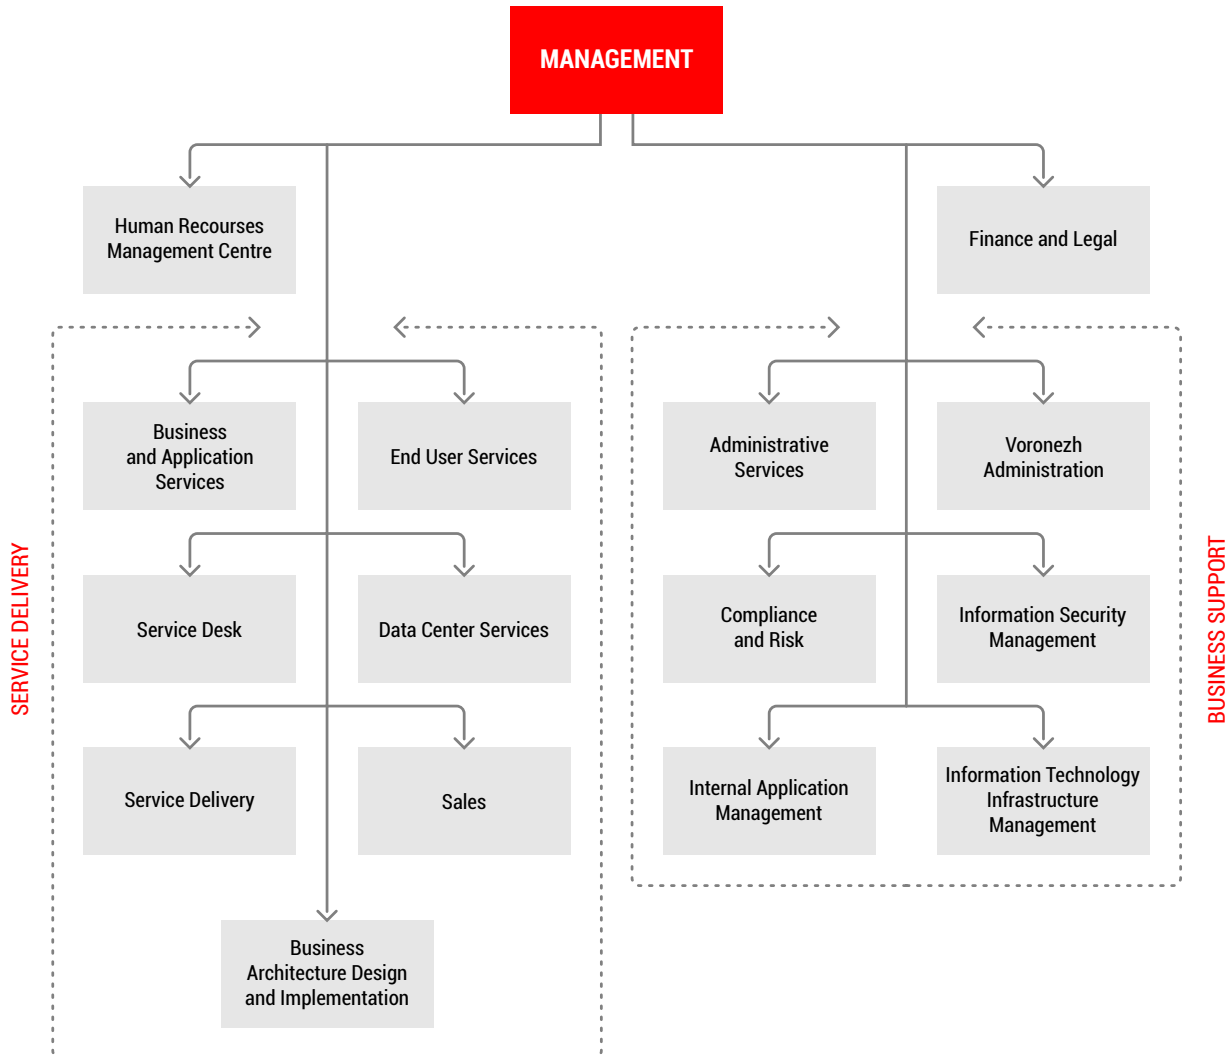 MANAGEMENT
Human Recourses
Management Centre
Finance and Legal
SERVICE DELIVERY
Business
and Application
Services
End User Services
Service Desk
Data Center Services
Service Delivery
Sales
Business
Architecture Design
and Implementation
Administrative
Services
Voronezh
Administration
Compliance
and Risk
Information Security
Management
Internal Application
Management
Information Technology
Infrastructure
Management
BUSINESS SUPPORT